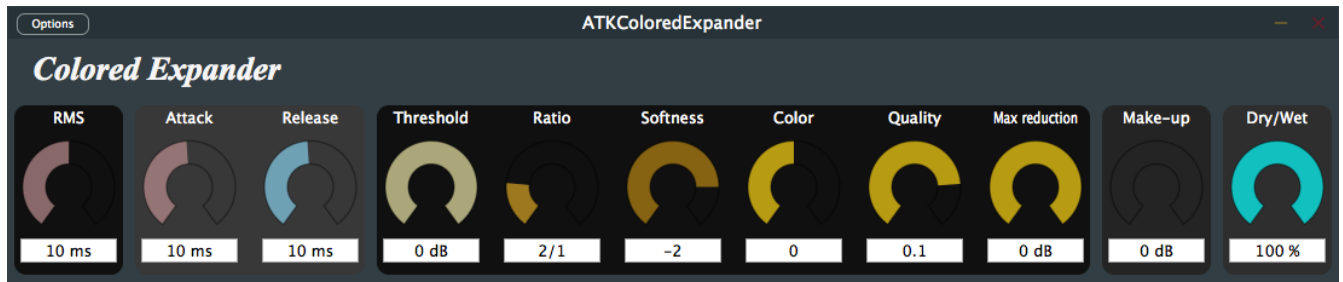 Options
ATKColoredExpander
Colored Expander
RMS Attack Release Threshold Ratio Softness Color Quality Max reduction Make-up Dry/Wet
10 ms 10 ms 10 ms 0 dB 2/1 -2 0 0.1 0 dB 0 dB 100 %